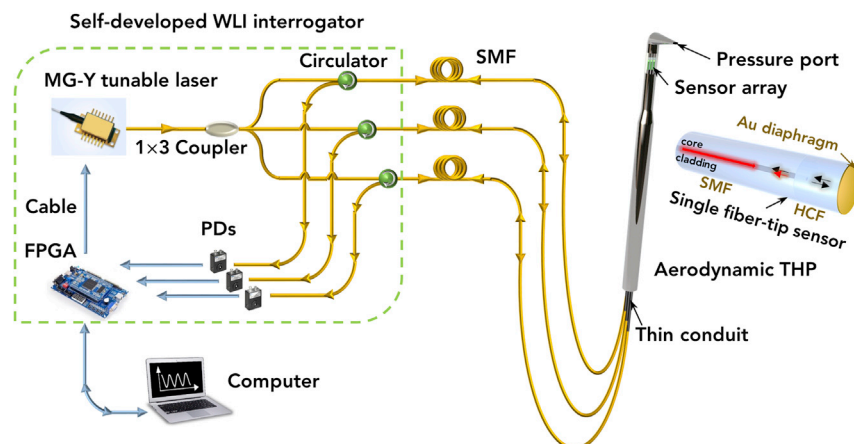 Self-developed WLI interrogator
Circulator
SMF
MG-Y tunable laser
1×3 Coupler
Cable
FPGA
PDs
Computer
Pressure port
Sensor array
Au diaphragm
core
cladding
SMF
HCF
Single fiber-tip sensor
Aerodynamic THP
Thin conduit